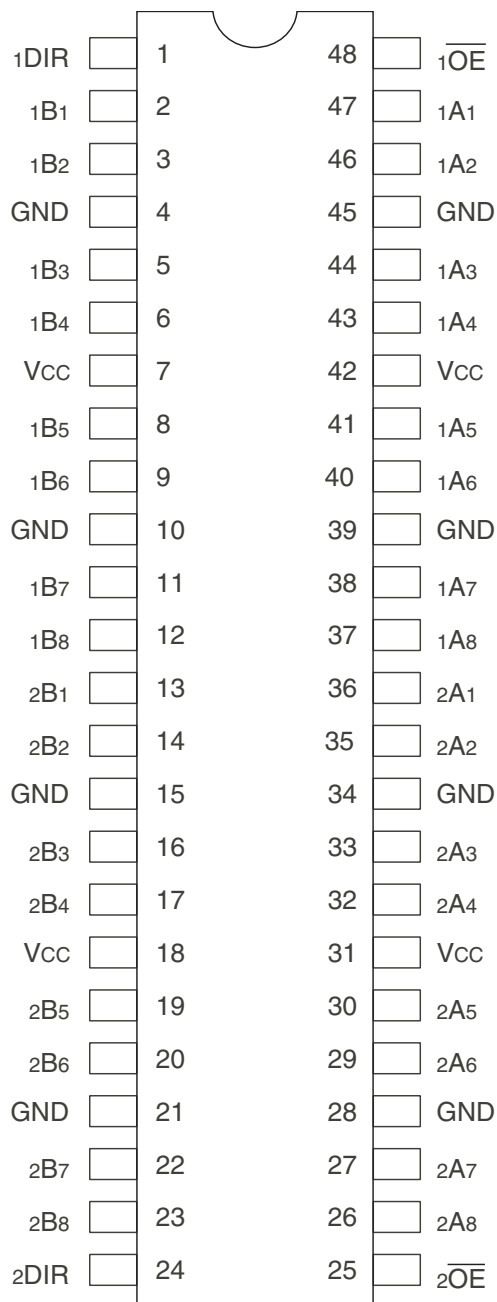 1DIR 1 48 1O̅E̅
1B1 2 47 1A1
1B2 3 46 1A2
GND 4 45 GND
1B3 5 44 1A3
1B4 6 43 1A4
VCC 7 42 VCC
1B5 8 41 1A5
1B6 9 40 1A6
GND 10 39 GND
1B7 11 38 1A7
1B8 12 37 1A8
2B1 13 36 2A1
2B2 14 35 2A2
GND 15 34 GND
2B3 16 33 2A3
2B4 17 32 2A4
VCC 18 31 VCC
2B5 19 30 2A5
2B6 20 29 2A6
GND 21 28 GND
2B7 22 27 2A7
2B8 23 26 2A8
2DIR 24 25 2O̅E̅